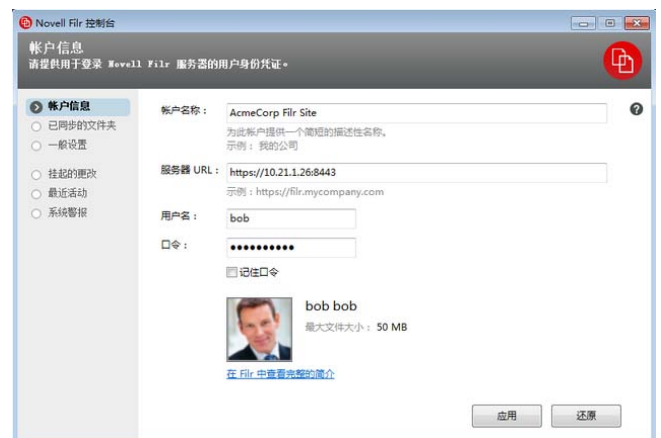 Novell Filr 控制台
帐户信息
请提供用于登录 Novell Filr 服务器的用户身份凭证。
帐户信息
已同步的文件夹
一般设置
挂起的更改
最近活动
系统警报
帐户名称： AcmeCorp Filr Site
为此帐户提供一个简短的描述性名称。
示例： 我的公司
服务器 URL： https://10.21.1.26:8443
示例：https://filr.mycompany.com
用户名： bob
口令： ●●●●●●●●●●
记住口令
bob bob
最大文件大小： 50 MB
在 Filr 中查看完整的简介
应用 还原